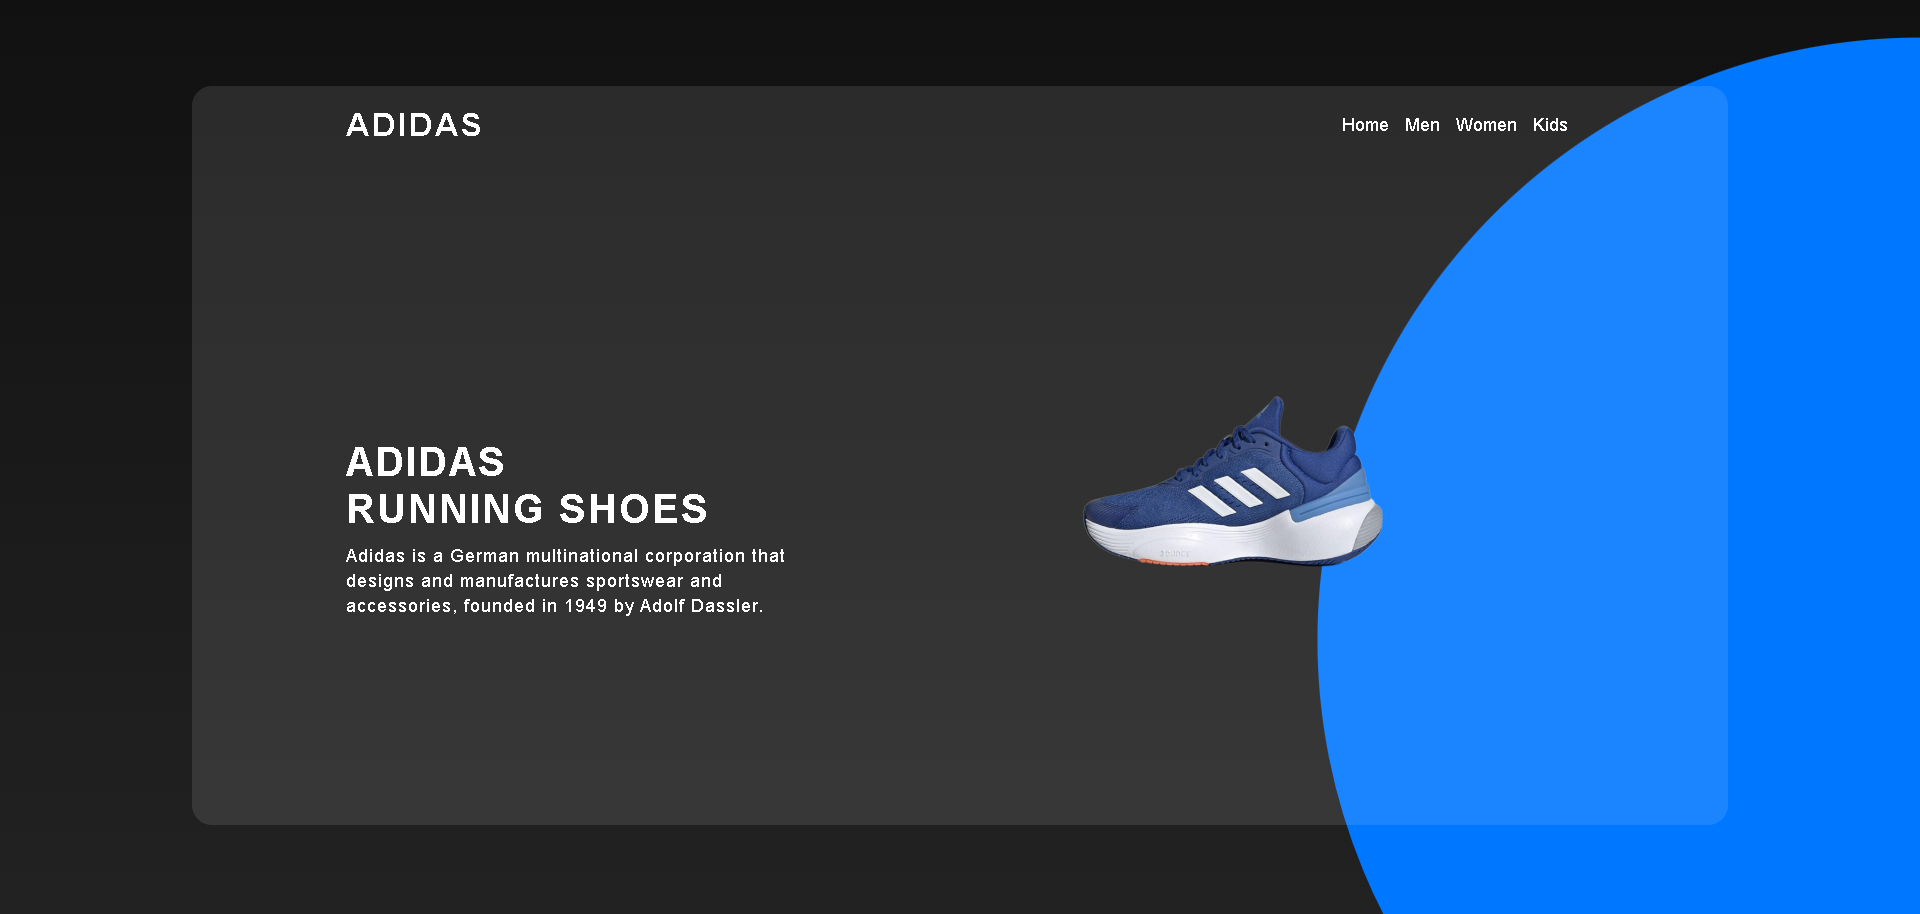 ADIDAS
Home Men Women Kids
ADIDAS
RUNNING SHOES
Adidas is a German multinational corporation that
designs and manufactures sportswear and
accessories, founded in 1949 by Adolf Dassler.